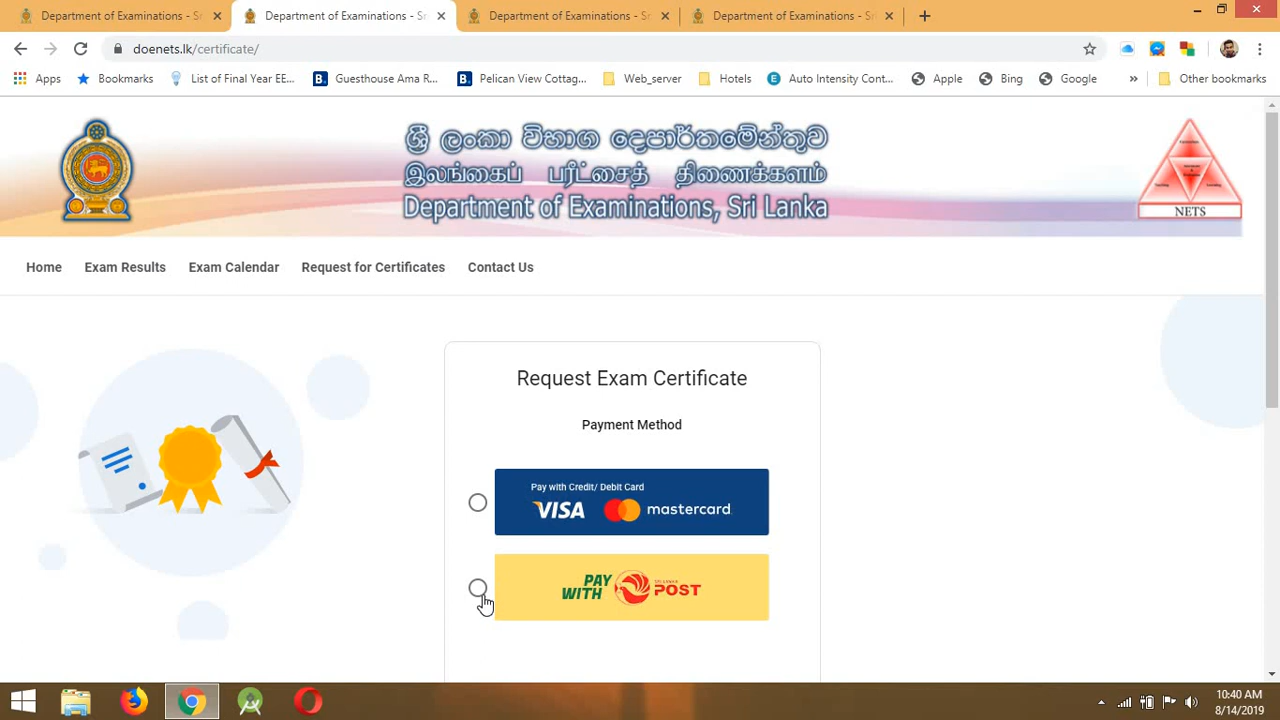 Department of Examinations - Sr
Department of Examinations - Sr
Department of Examinations - Sr
Department of Examinations - Sr
doenets.lk/certificate/
Apps
Bookmarks
List of Final Year EE...
Guesthouse Ama R...
Pelican View Cottag...
Web_server
Hotels
Auto Intensity Cont...
Apple
Bing
Google
»
Other bookmarks
ශ්‍රී ලංකා විභාග දෙපාර්තමේන්තුව
இலங்கைப் பரீட்சைத் திணைக்களம்
Department of Examinations, Sri Lanka
NETS
Home
Exam Results
Exam Calendar
Request for Certificates
Contact Us
Request Exam Certificate
Payment Method
Pay with Credit/ Debit Card
VISA mastercard
PAY WITH SRI LANKA POST
10:40 AM
8/14/2019